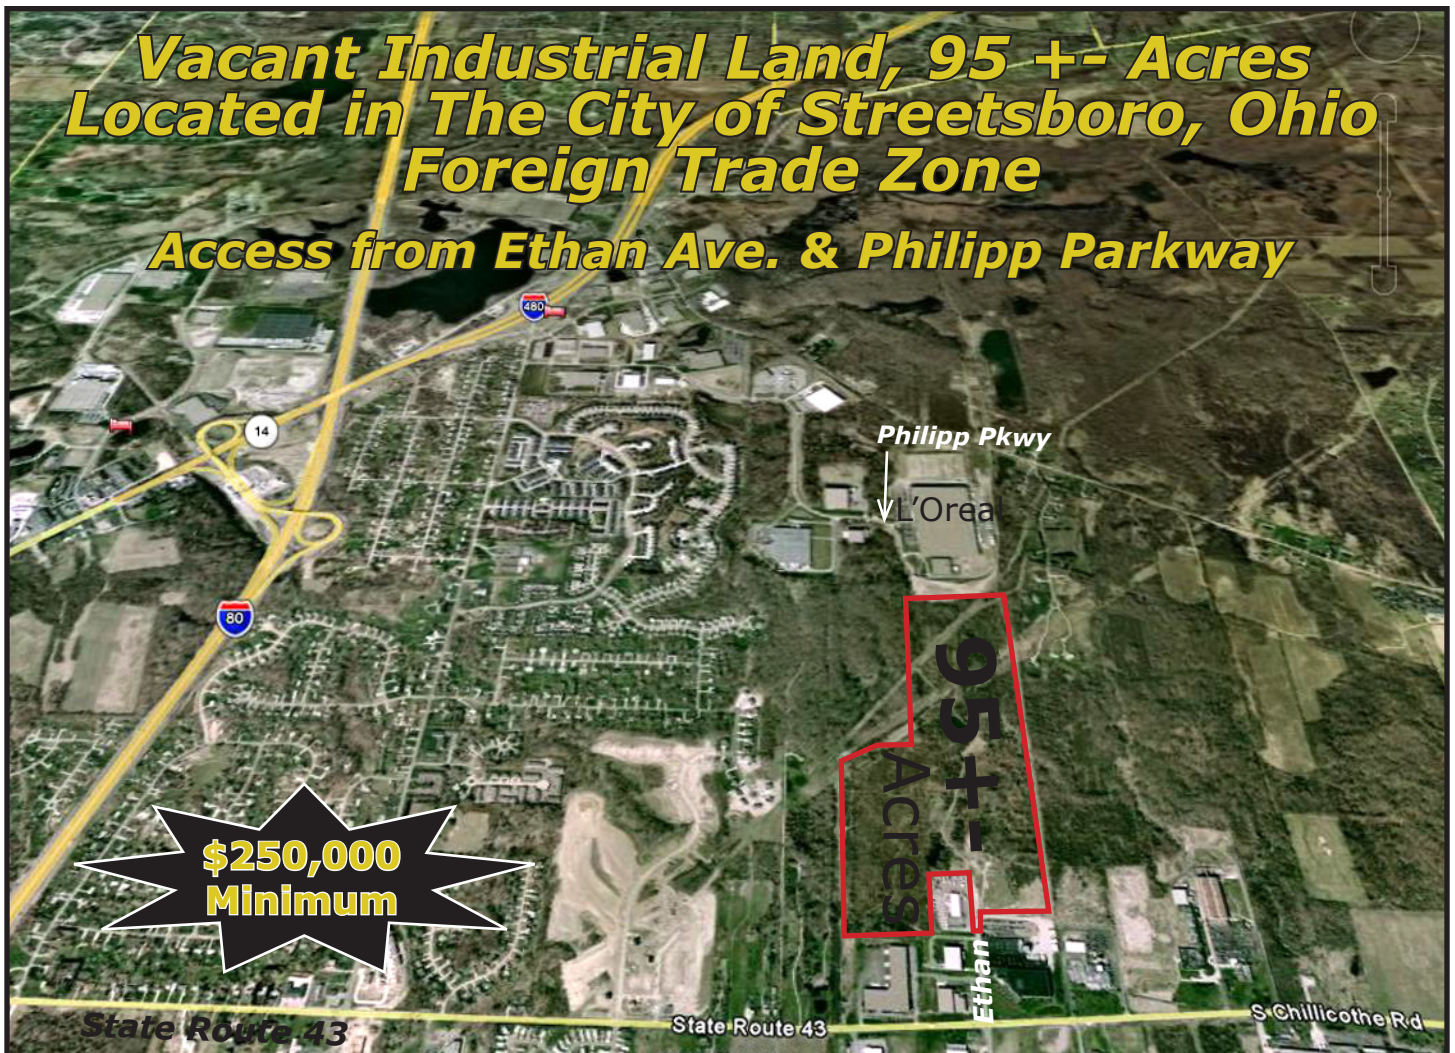 Vacant Industrial Land, 95 +- Acres
Located in The City of Streetsboro, Ohio
Foreign Trade Zone
Access from Ethan Ave. & Philipp Parkway
480
14
Philipp Pkwy
L'Oreal
80
95+-
Acres
$250,000
Minimum
Ethan
State Route 43
State Route 43
S Chillicothe Rd